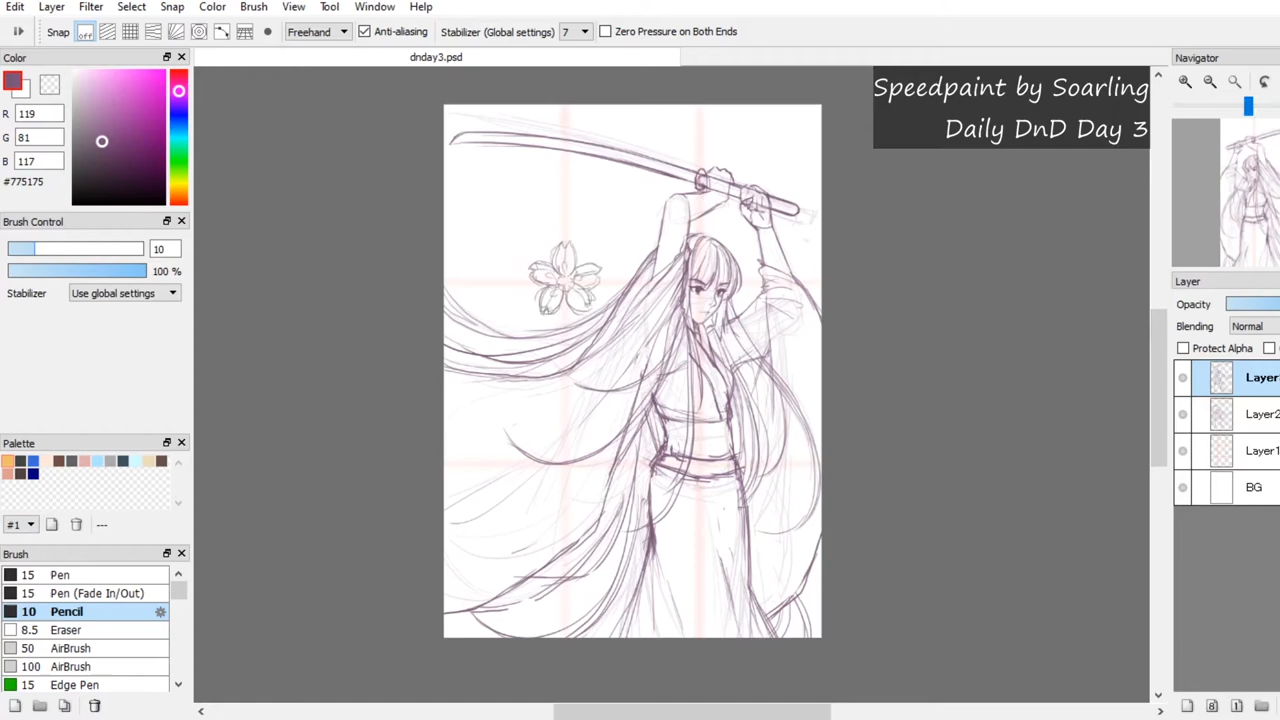 Edit Layer Filter Select Snap Color Brush View Tool Window Help
Snap off Freehand Anti-aliasing Stabilizer (Global settings) 7 Zero Pressure on Both Ends
dnday3.psd
Color
R 119
G 81
B 117
#775175
Brush Control
10
100 %
Stabilizer Use global settings
Palette
#1 ---
Brush
15 Pen
15 Pen (Fade In/Out)
10 Pencil
8.5 Eraser
50 AirBrush
100 AirBrush
15 Edge Pen
Speedpaint by Soarling
Daily DnD Day 3
Navigator
Layer
Opacity
Blending Normal
Protect Alpha
Layer
Layer2
Layer1
BG